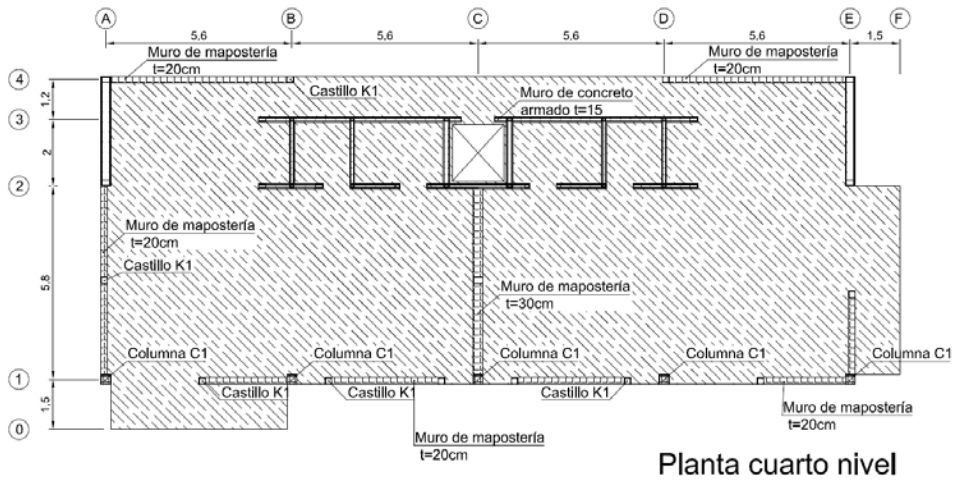 A B C D E F
5,6 5,6 5,6 5,6 1,5
Muro de mapostería
t=20cm
Muro de mapostería
t=20cm
4
1,2
Castillo K1
Muro de concreto
armado t=15
3
2
2
Muro de mapostería
t=20cm
Castillo K1
5,8
Muro de mapostería
t=30cm
Columna C1
Columna C1
Columna C1
Columna C1
Columna C1
1
Castillo K1
Castillo K1
Castillo K1
1,5
Muro de mapostería
t=20cm
0
Muro de mapostería
t=20cm
Planta cuarto nivel